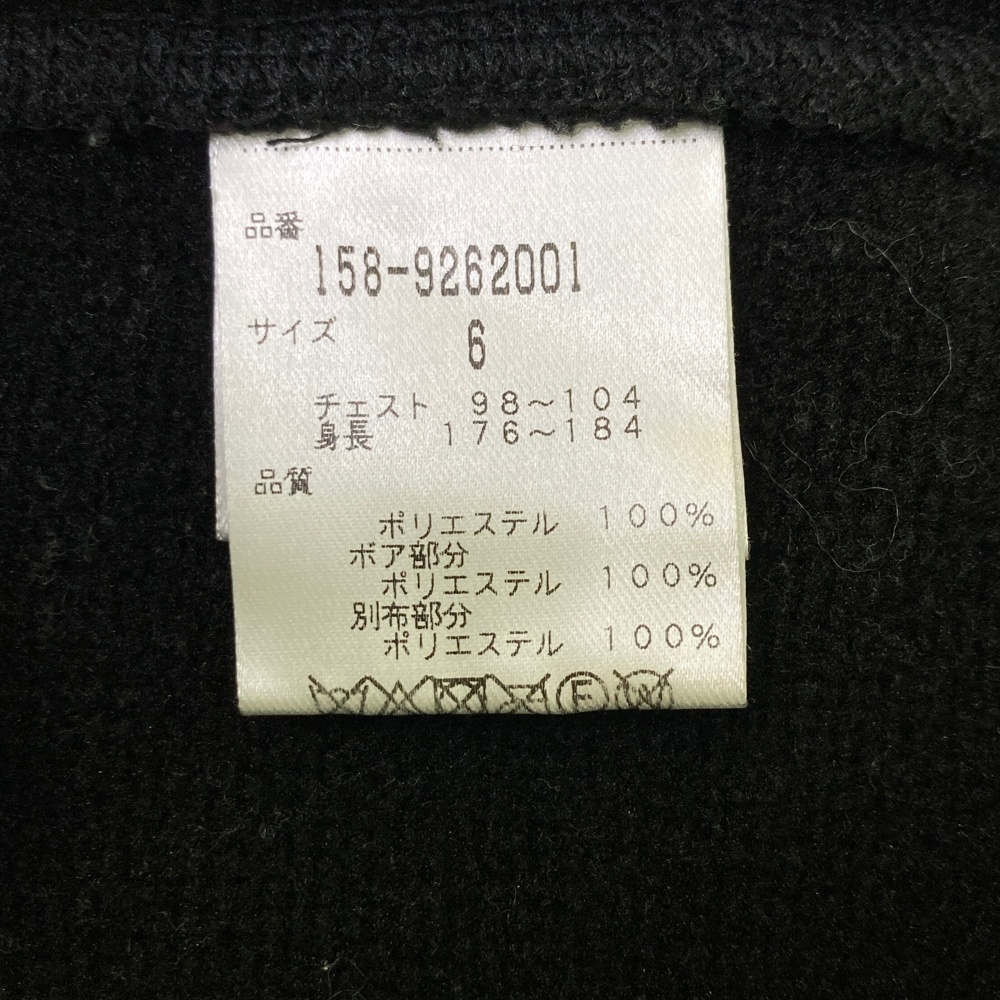 品番
158-9262001
サイズ 6
チェスト 98～104
身長 176～184
品質
ポリエステル 100%
ボア部分
ポリエステル 100%
別布部分
ポリエステル 100%